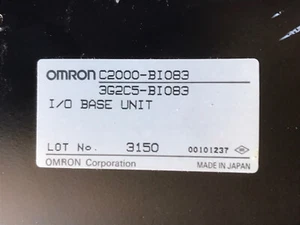 OMRON C2000-BI083
3G2C5-BI083
I/O BASE UNIT
LOT No. 3150 00101237
OMRON Corporation MADE IN JAPAN